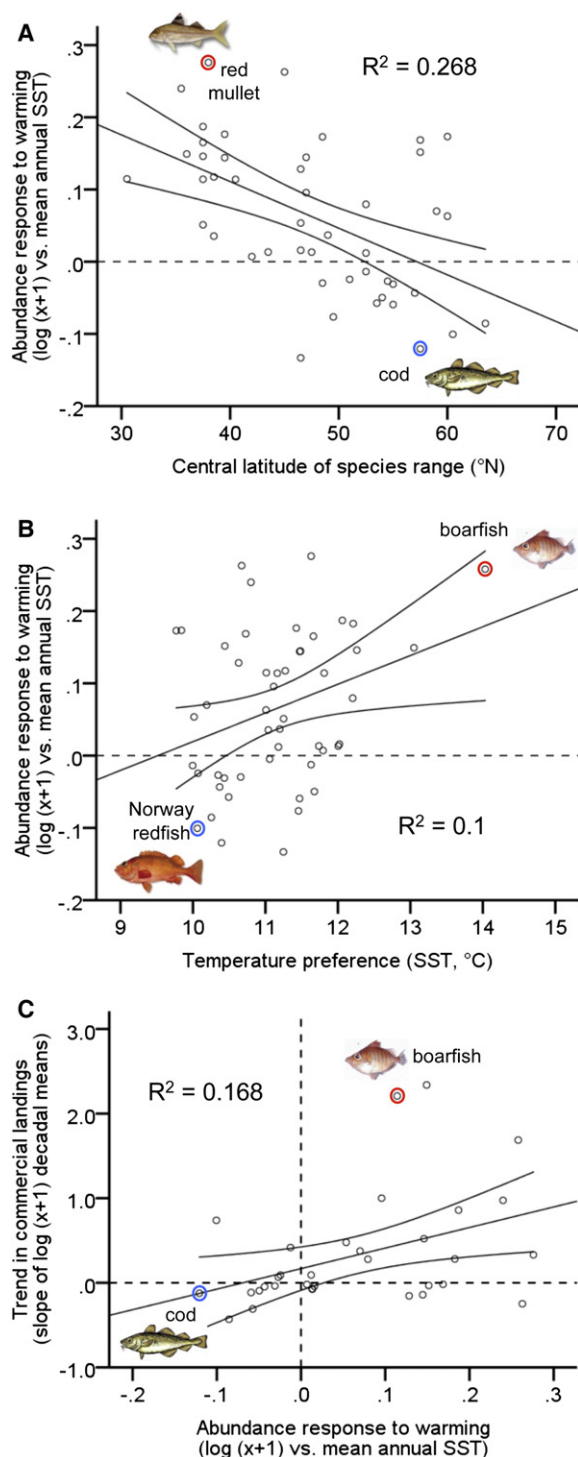 A
.3
.2
.1
.0
-.1
-.2
Abundance response to warming
(log (x+1) vs. mean annual SST)
red
mullet
R² = 0.268
cod
30 40 50 60 70
Central latitude of species range (°N)
B
.3
.2
.1
.0
-.1
-.2
Abundance response to warming
(log (x+1) vs. mean annual SST)
boarfish
Norway
redfish
R² = 0.1
9 10 11 12 13 14 15
Temperature preference (SST, °C)
C
3.0
2.0
1.0
.0
-1.0
Trend in commercial landings
(slope of log (x+1) decadal means)
boarfish
R² = 0.168
cod
-.2 -.1 .0 .1 .2 .3
Abundance response to warming
(log (x+1) vs. mean annual SST)